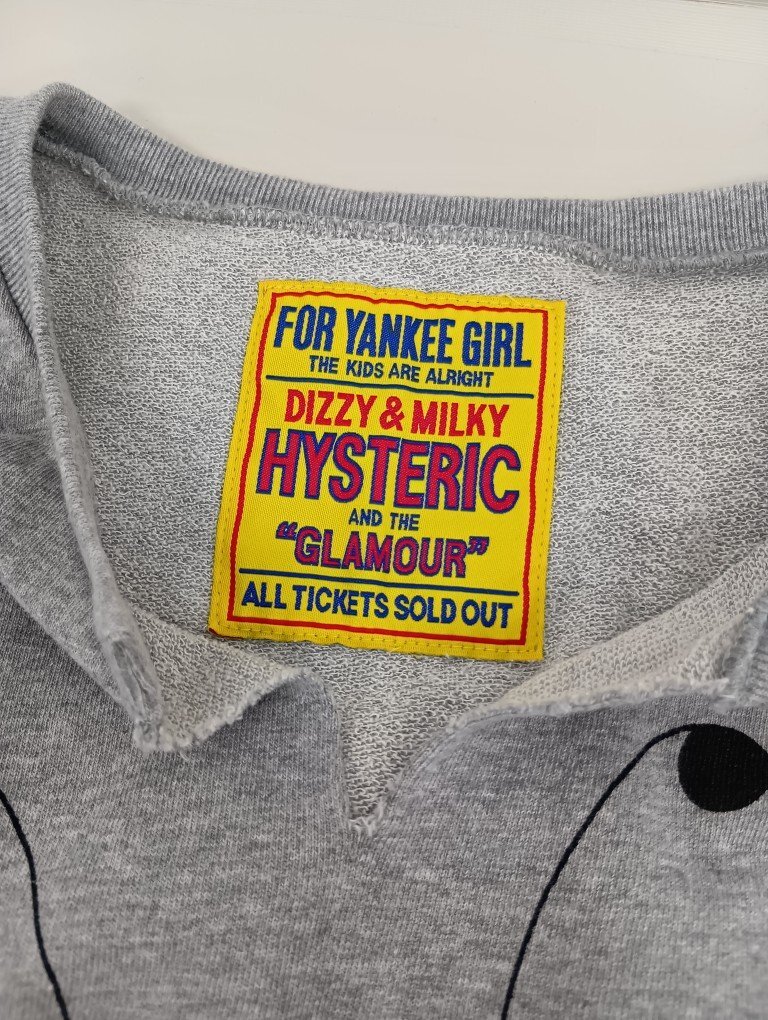 FOR YANKEE GIRL
THE KIDS ARE ALRIGHT
DIZZY & MILKY
HYSTERIC
AND THE
"GLAMOUR"
ALL TICKETS SOLD OUT